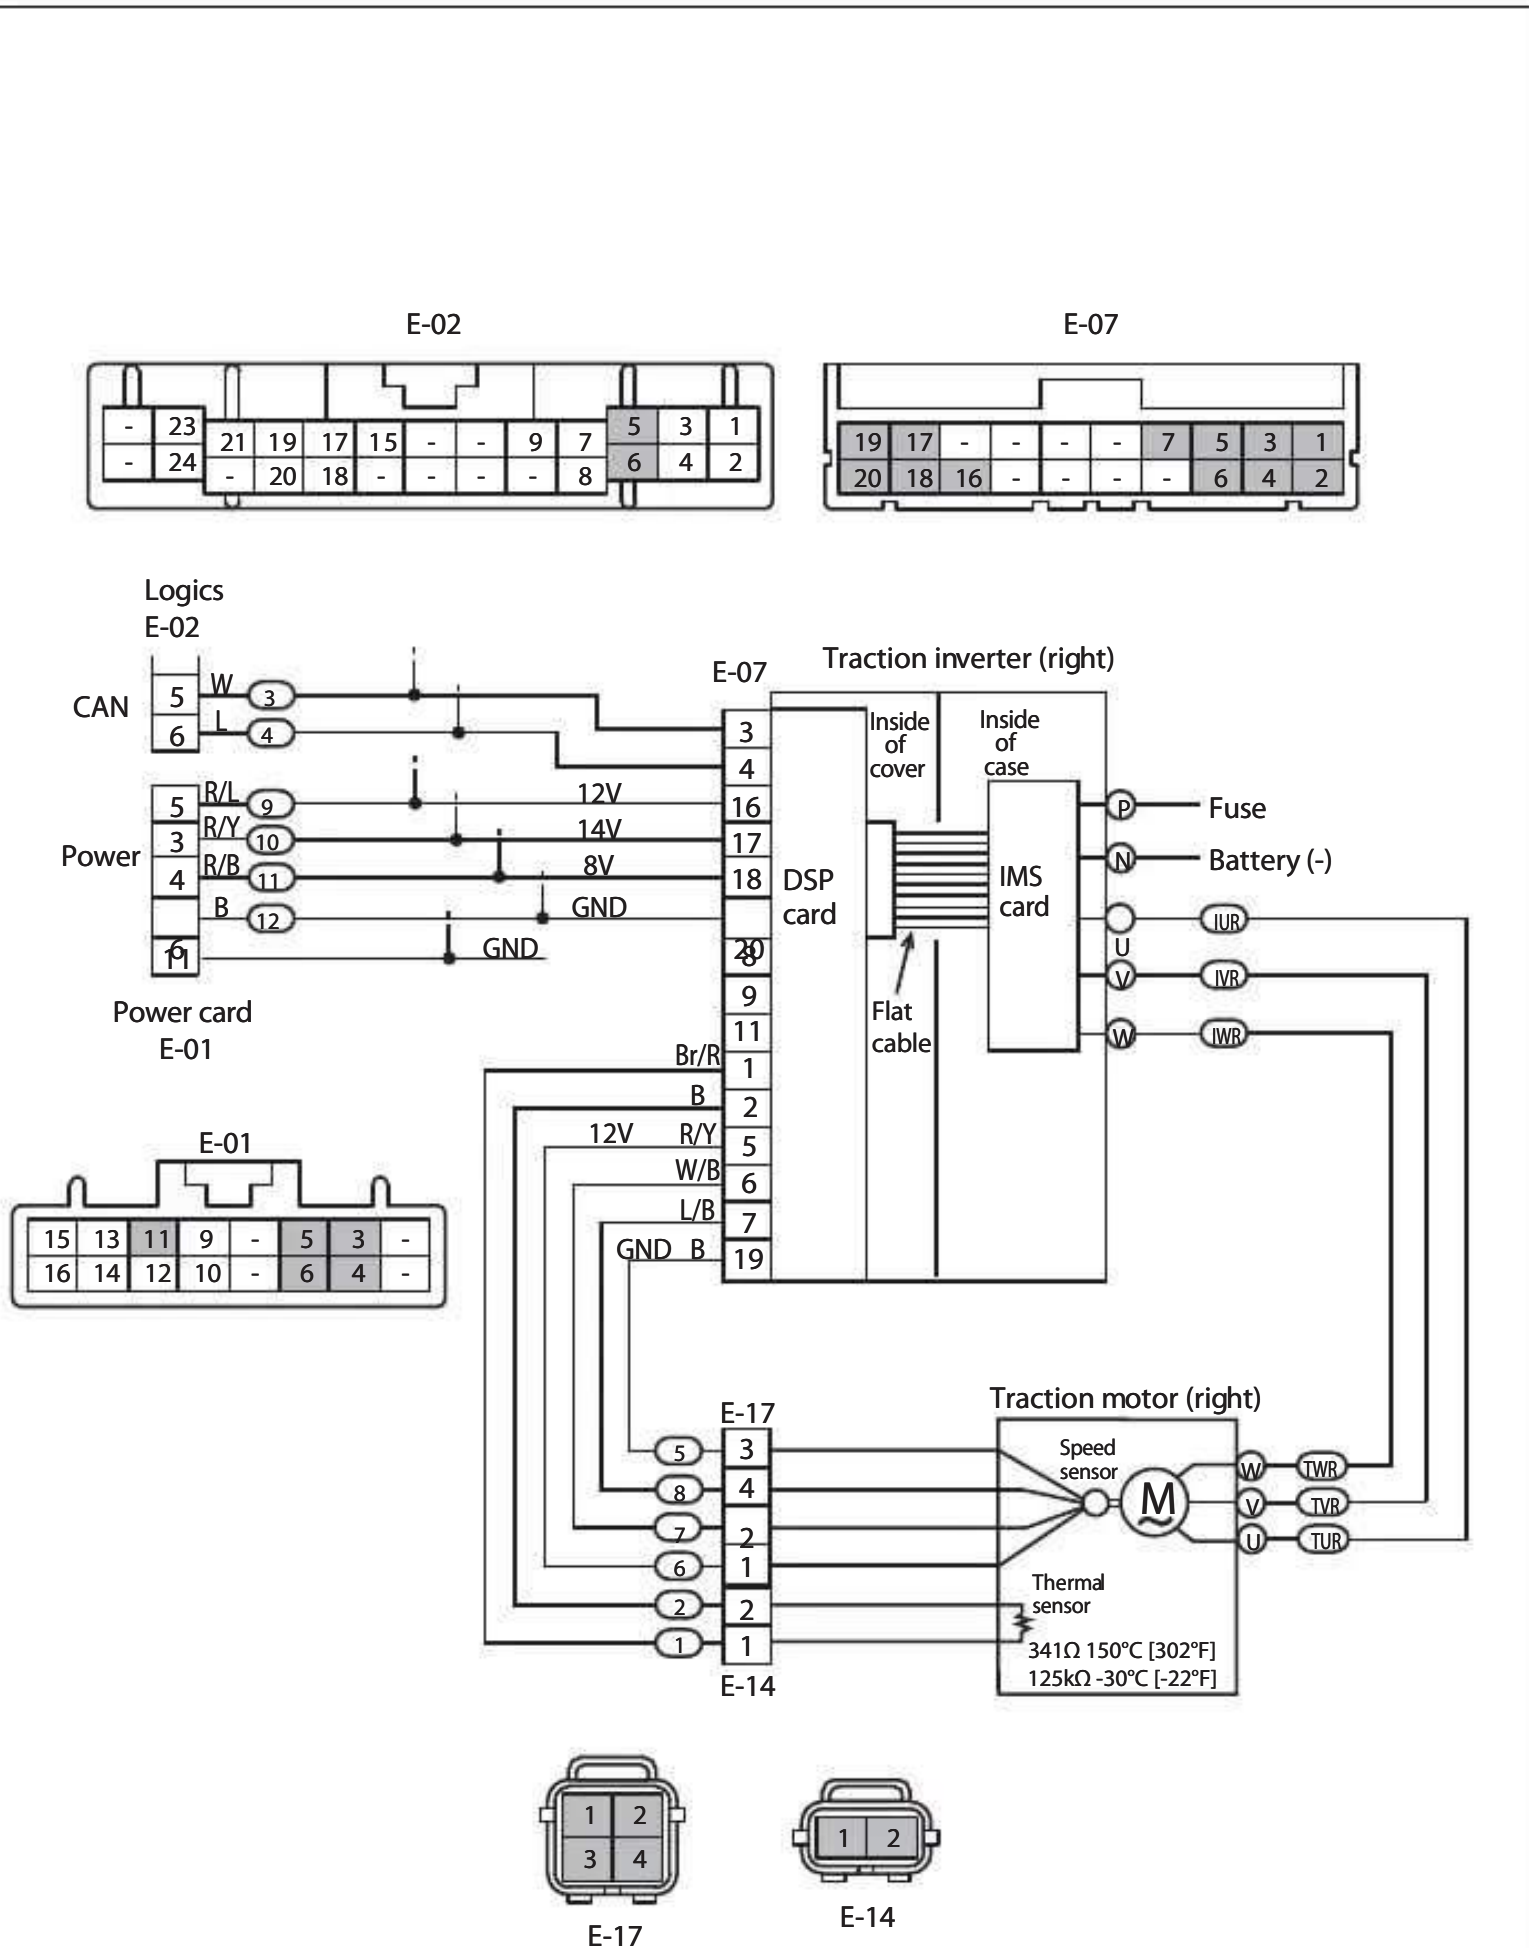 E-02
E-07
- 23 21 19 17 15 - - 9 7 5 3 1
- 24 - 20 18 - - - - 8 6 4 2
19 17 - - - - 7 5 3 1
20 18 16 - - - - 6 4 2
Logics
E-02
CAN
5 W 3
6 L 4
Power
5 R/L 9 12V
3 R/Y 10 14V
4 R/B 11 8V
6 B 12 GND
11 GND
Power card
E-01
E-07
3
4
16
17
18
20
8
9
11
Br/R 1
B 2
12V R/Y 5
W/B 6
L/B 7
GND B 19
Traction inverter (right)
DSP
card
Inside
of
cover
Inside
of
case
IMS
card
Flat
cable
P Fuse
N Battery (-)
U IUR
V IVR
W IWR
E-01
15 13 11 9 - 5 3 -
16 14 12 10 - 6 4 -
E-17
5 3
8 4
7 2
6 1
2 2
1 1
E-14
Traction motor (right)
Speed
sensor
M
W TWR
V TVR
U TUR
Thermal
sensor
341Ω 150°C [302°F]
125kΩ -30°C [-22°F]
1 2
3 4
E-17
1 2
E-14